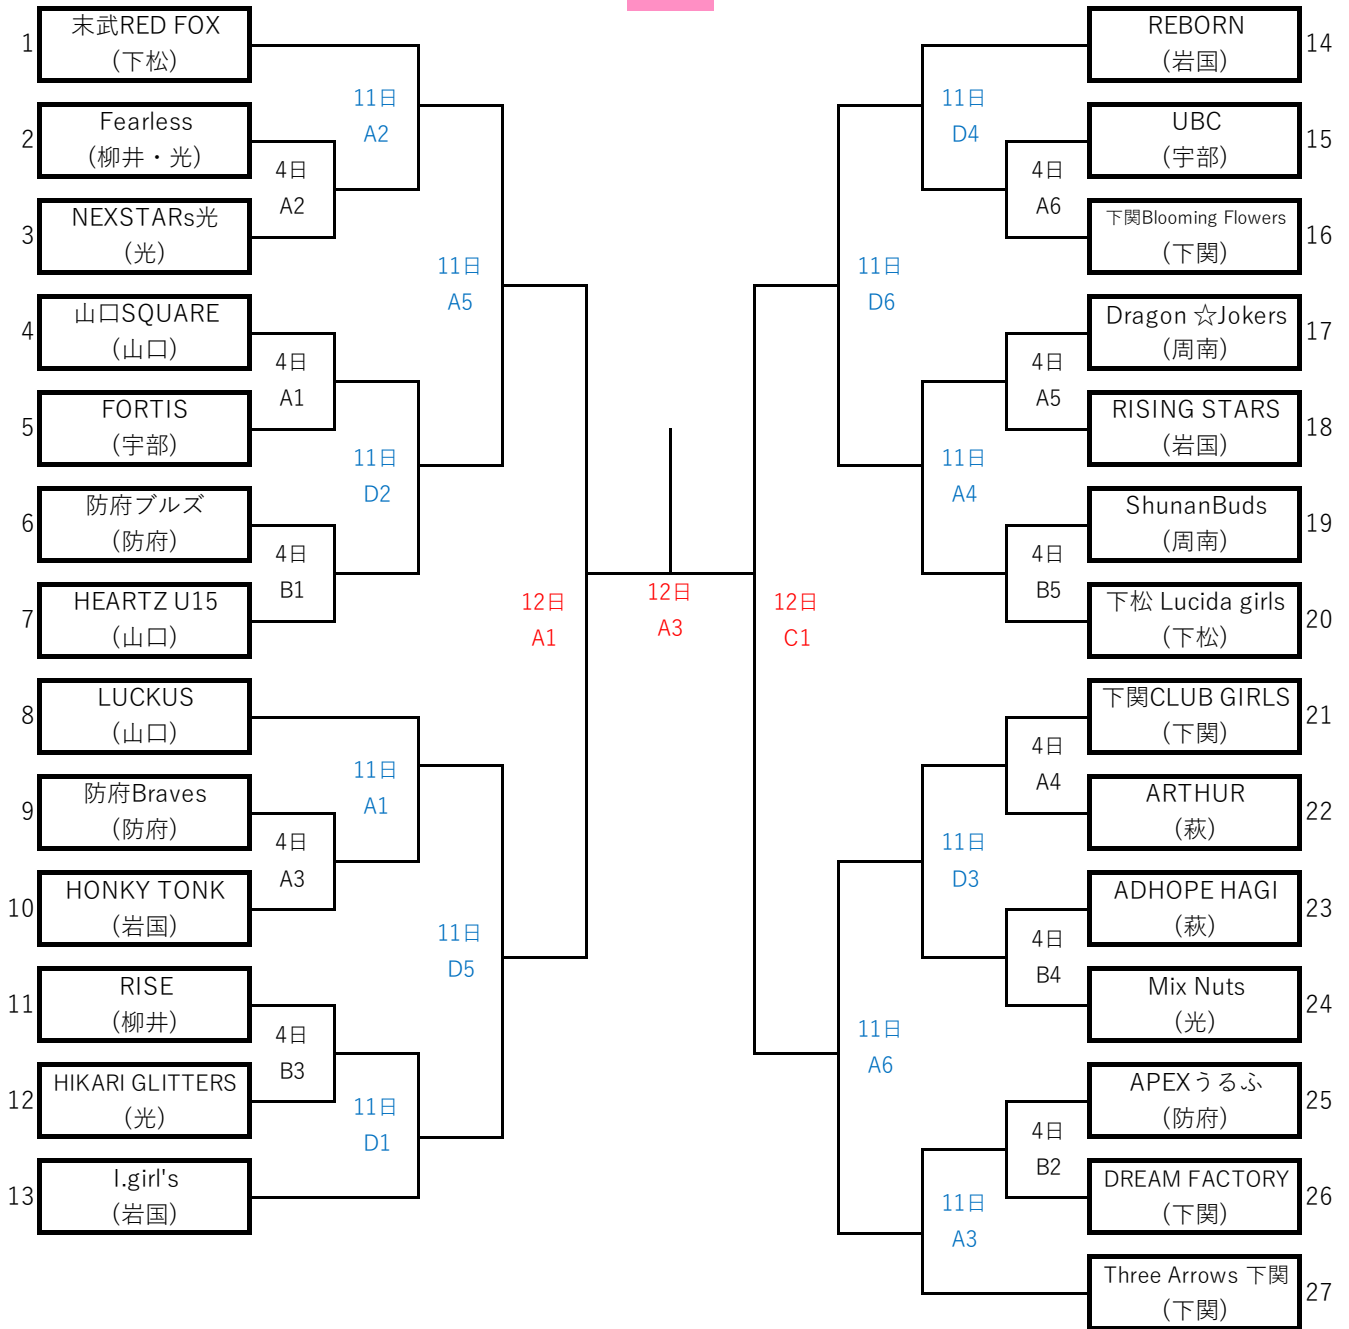 1
末武RED FOX
(下松)
2
Fearless
(柳井・光)
3
NEXSTARs光
(光)
4
山口SQUARE
(山口)
5
FORTIS
(宇部)
6
防府ブルズ
(防府)
7
HEARTZ U15
(山口)
8
LUCKUS
(山口)
9
防府Braves
(防府)
10
HONKY TONK
(岩国)
11
RISE
(柳井)
12
HIKARI GLITTERS
(光)
13
I.girl's
(岩国)
4日
A2
4日
A1
4日
B1
4日
A3
4日
B3
11日
A2
11日
D2
11日
A1
11日
D1
11日
A5
11日
D5
12日
A1
12日
A3
12日
C1
11日
D6
11日
A6
11日
D4
11日
A4
11日
D3
11日
A3
4日
A6
4日
A5
4日
B5
4日
A4
4日
B4
4日
B2
REBORN
(岩国)
14
UBC
(宇部)
15
下関Blooming Flowers
(下関)
16
Dragon ☆Jokers
(周南)
17
RISING STARS
(岩国)
18
ShunanBuds
(周南)
19
下松 Lucida girls
(下松)
20
下関CLUB GIRLS
(下関)
21
ARTHUR
(萩)
22
ADHOPE HAGI
(萩)
23
Mix Nuts
(光)
24
APEXうるふ
(防府)
25
DREAM FACTORY
(下関)
26
Three Arrows 下関
(下関)
27